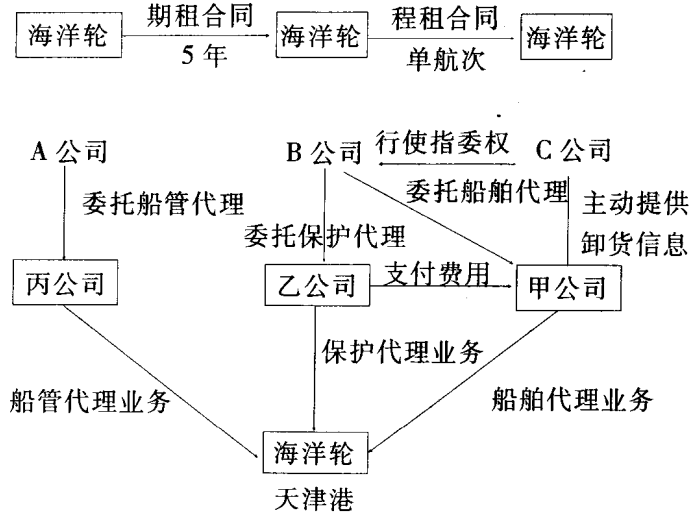 期租合同
程租合同
海洋轮
海洋轮
海洋轮
5 年
单航次
A 公司
B 公司
行使指委权
C 公司
委托船管代理
委托船舶代理
主动提供
卸货信息
委托保护代理
丙公司
乙公司
支付费用
甲公司
保护代理业务
船管代理业务
船舶代理业务
海洋轮
天津港